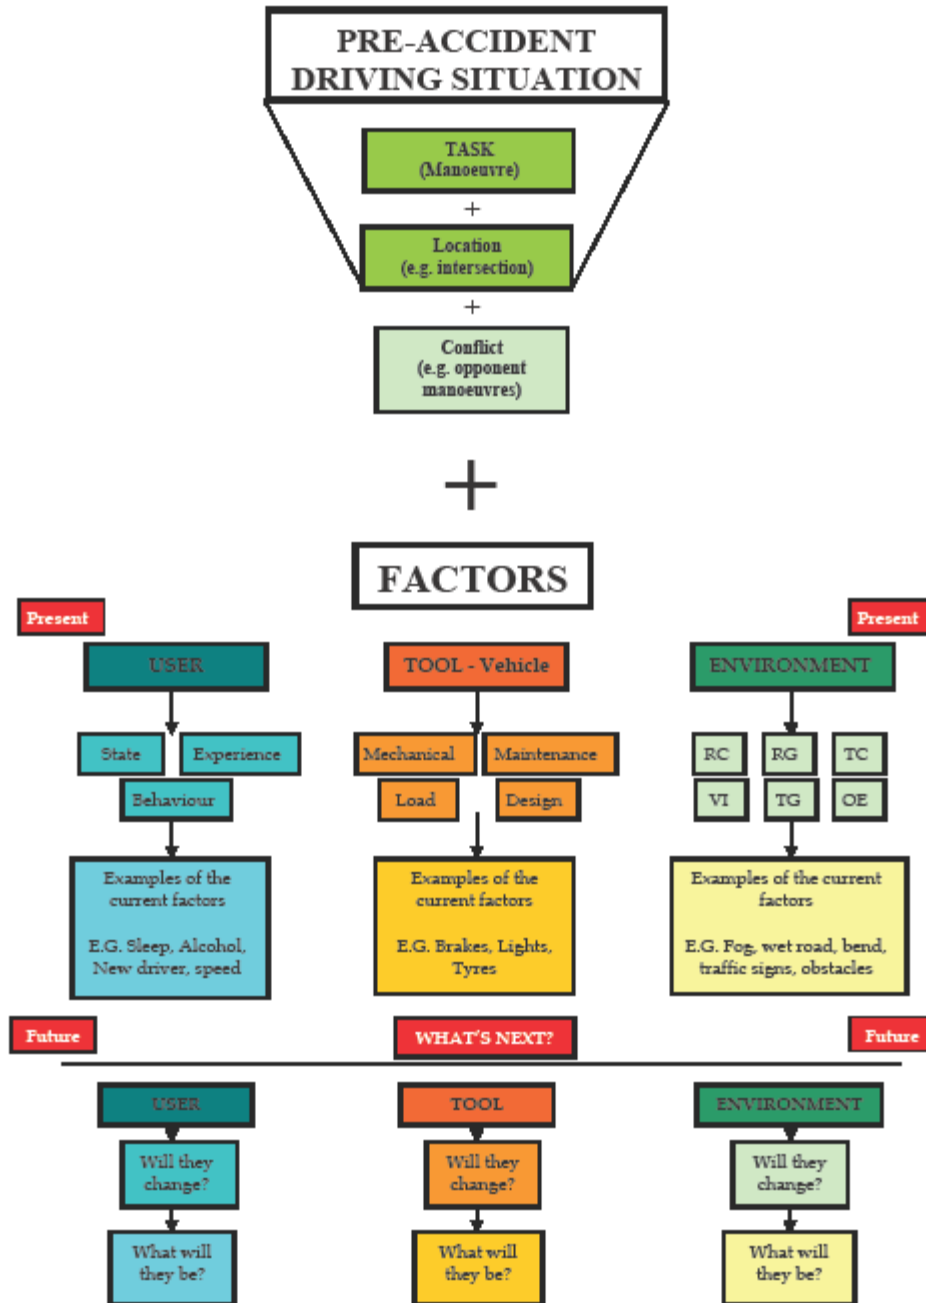 PRE-ACCIDENT
DRIVING SITUATION
TASK
(Manoeuvre)
+
Location
(e.g. intersection)
+
Conflict
(e.g. opponent
manoeuvres)
+
FACTORS
Present
Present
USER
TOOL - Vehicle
ENVIRONMENT
State
Experience
Behaviour
Mechanical
Maintenance
Load
Design
RC
RG
TC
VI
TG
OE
Examples of the
current factors
E.G. Sleep, Alcohol,
New driver, speed
Examples of the
current factors
E.G. Brakes, Lights,
Tyres
Examples of the current
factors
E.G. Fog, wet road, bend,
traffic signs, obstacles
Future
WHAT'S NEXT?
Future
USER
TOOL
ENVIRONMENT
Will they
change?
Will they
change?
Will they
change?
What will
they be?
What will
they be?
What will
they be?